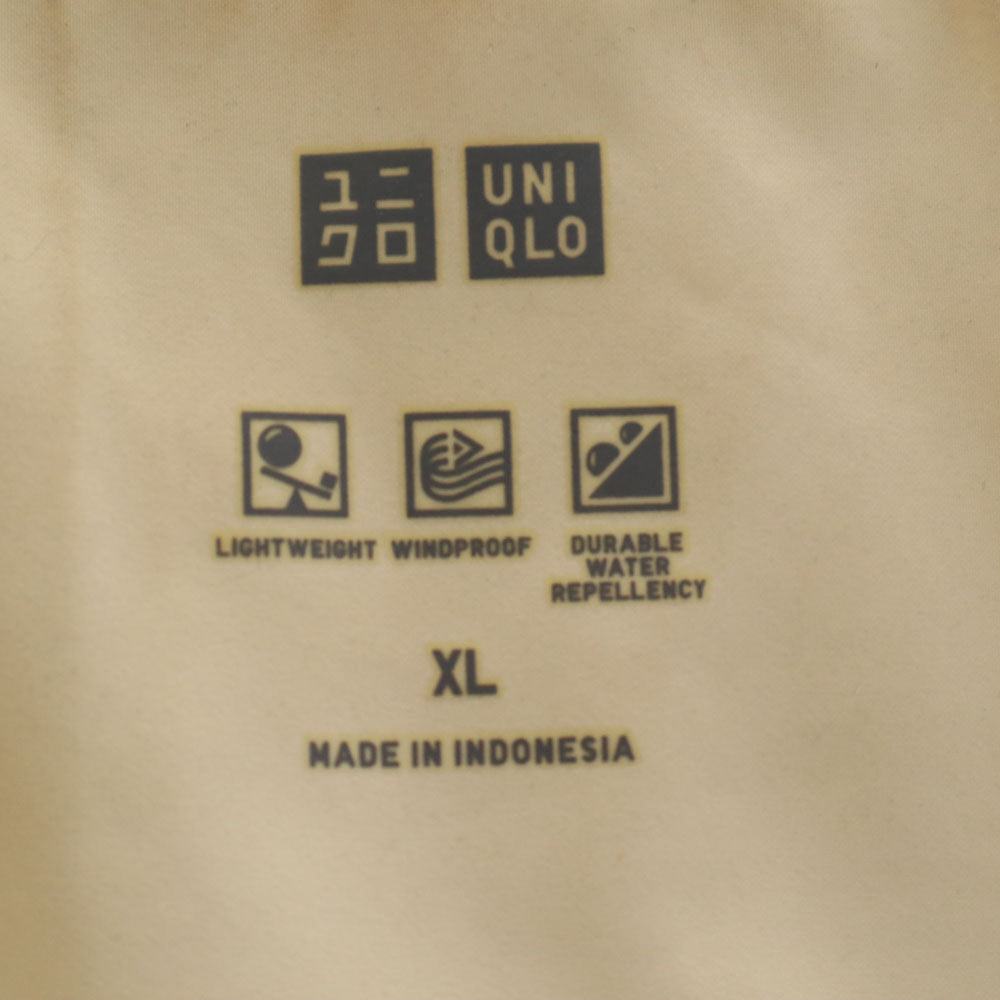 ユニ
クロ
UNI
QLO
LIGHTWEIGHT
WINDPROOF
DURABLE
WATER
REPELLENCY
XL
MADE IN INDONESIA